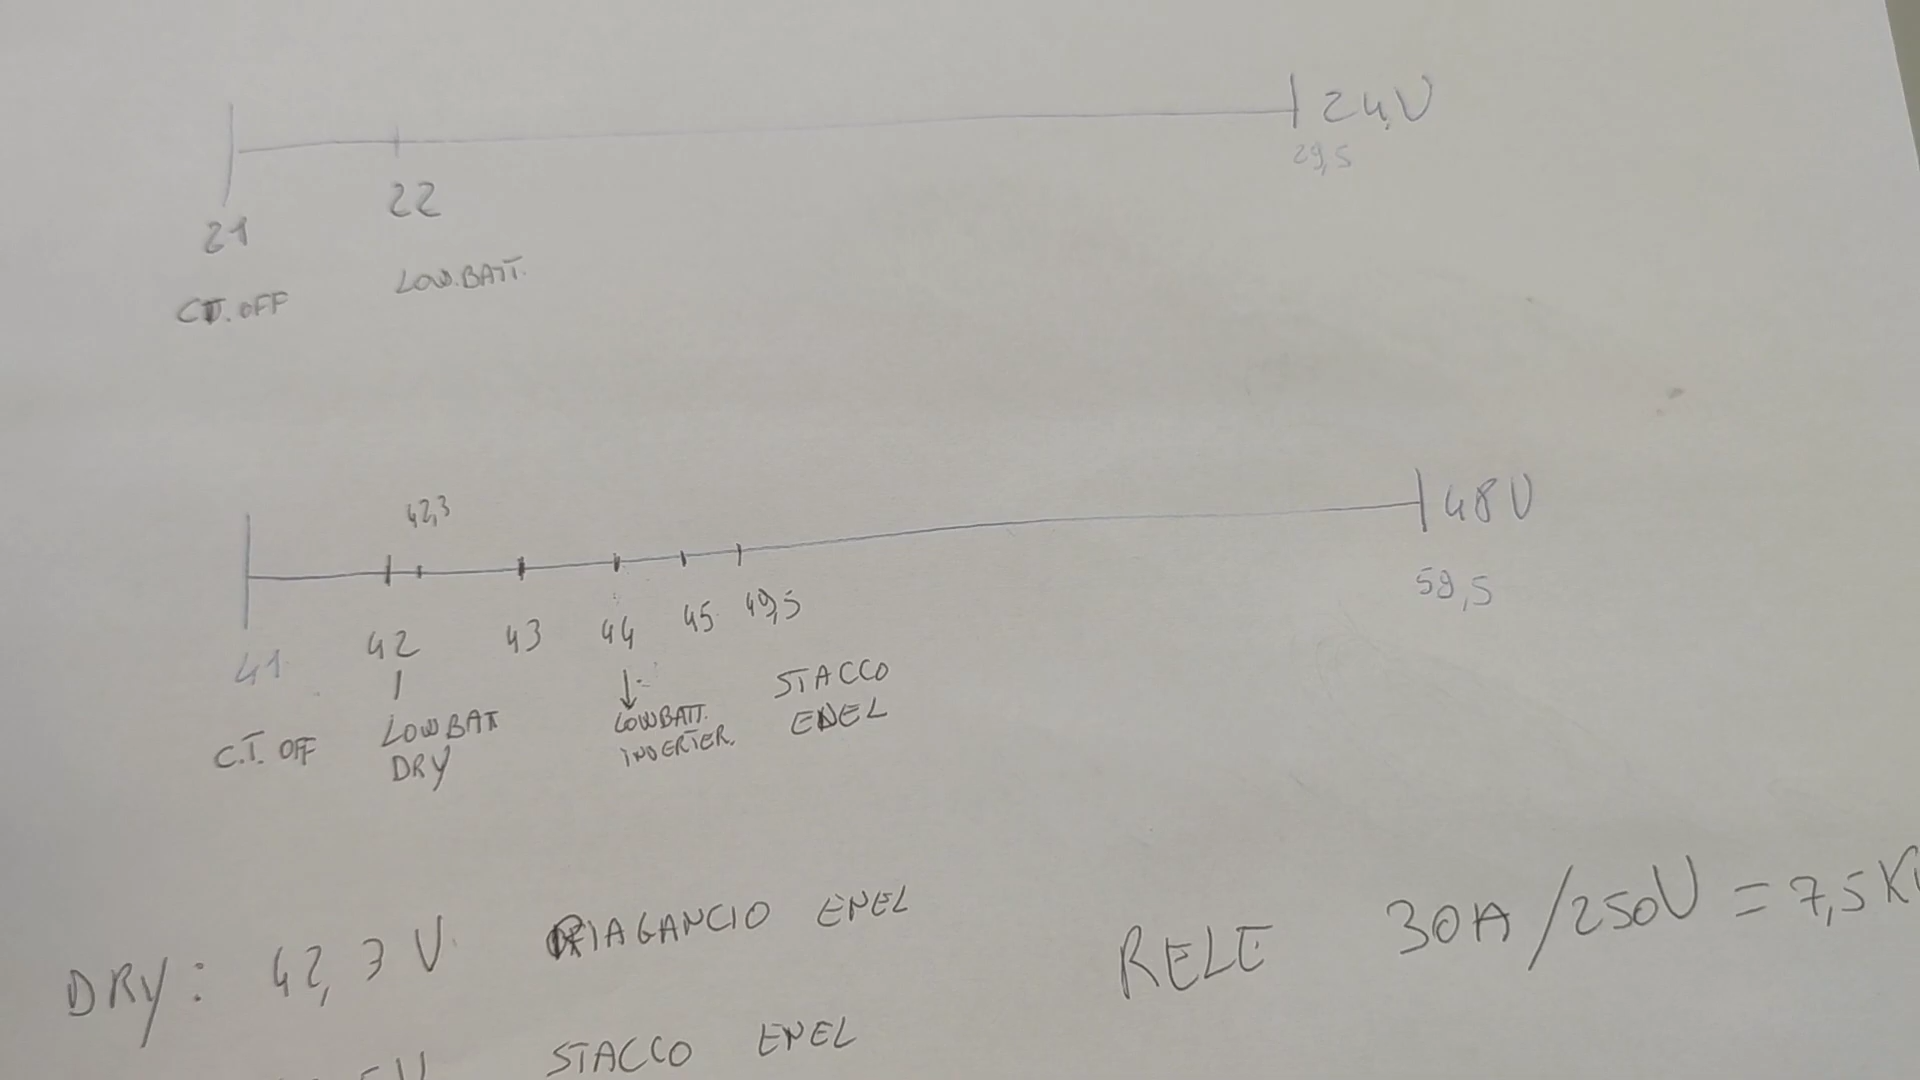 24V
29,5
21
22
CT. OFF
LOW.BATT.
42,3
48V
41
42
43
44
45
49,5
59,5
C.T. OFF
LOW BAT
DRY
LOWBATT.
INVERTER.
STACCO
ENEL
DRY: 42,3 V RIAGANCIO ENEL
RELE 30A/250V = 7,5 K
STACCO ENEL